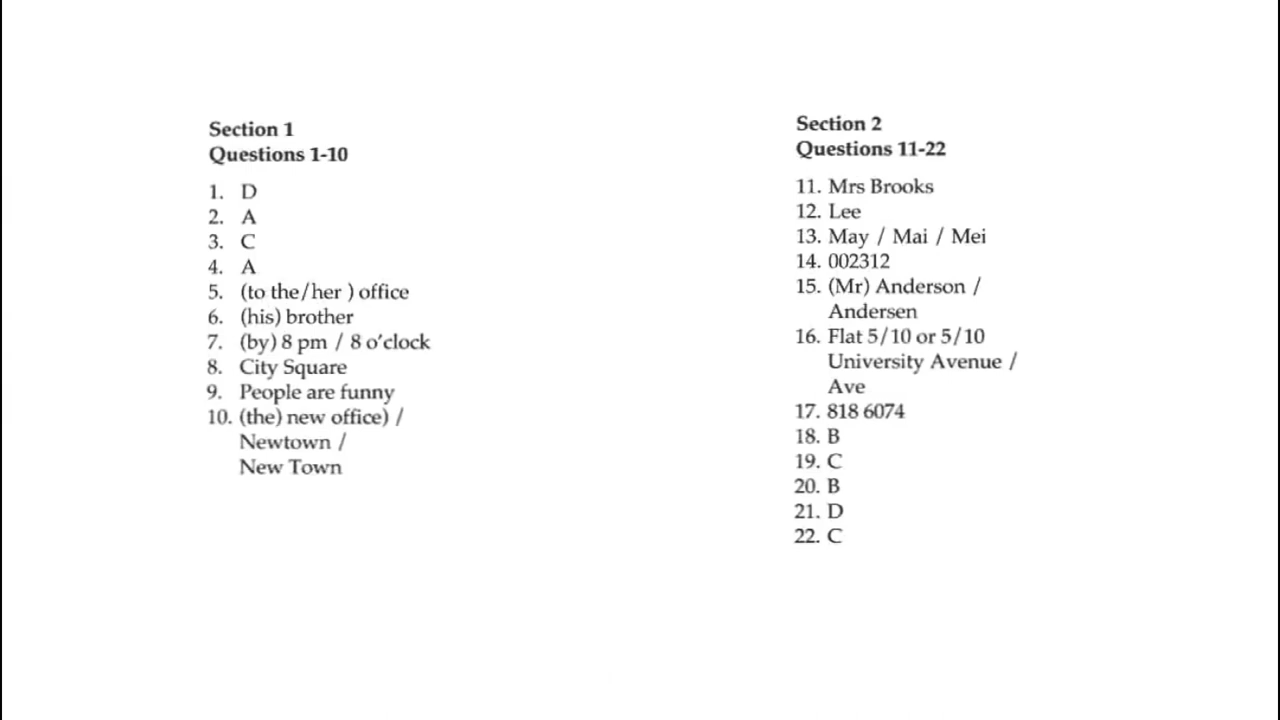 Section 1
Questions 1-10
1. D
2. A
3. C
4. A
5. (to the/her ) office
6. (his) brother
7. (by) 8 pm / 8 o'clock
8. City Square
9. People are funny
10. (the) new office) /
Newtown /
New Town
Section 2
Questions 11-22
11. Mrs Brooks
12. Lee
13. May / Mai / Mei
14. 002312
15. (Mr) Anderson /
Andersen
16. Flat 5/10 or 5/10
University Avenue /
Ave
17. 818 6074
18. B
19. C
20. B
21. D
22. C